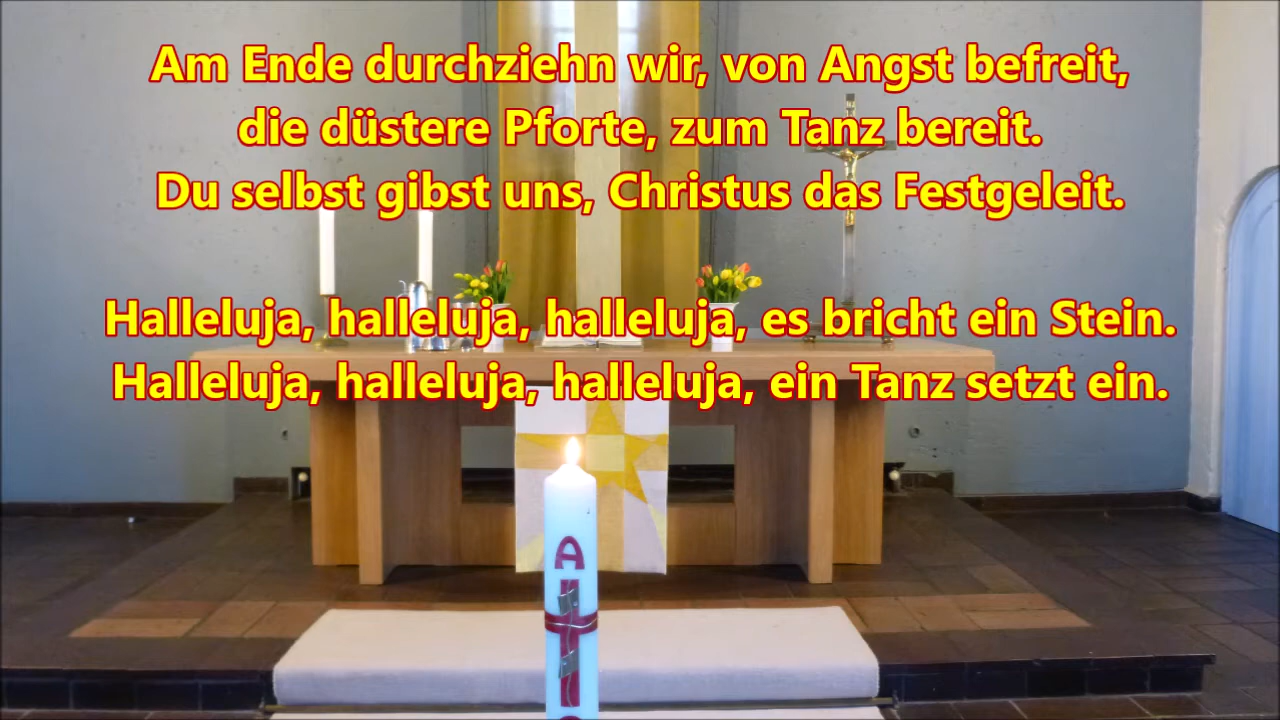 Am Ende durchziehn wir, von Angst befreit,
die düstere Pforte, zum Tanz bereit.
Du selbst gibst uns, Christus das Festgeleit.
Halleluja, halleluja, halleluja, es bricht ein Stein.
Halleluja, halleluja, halleluja, ein Tanz setzt ein.
A